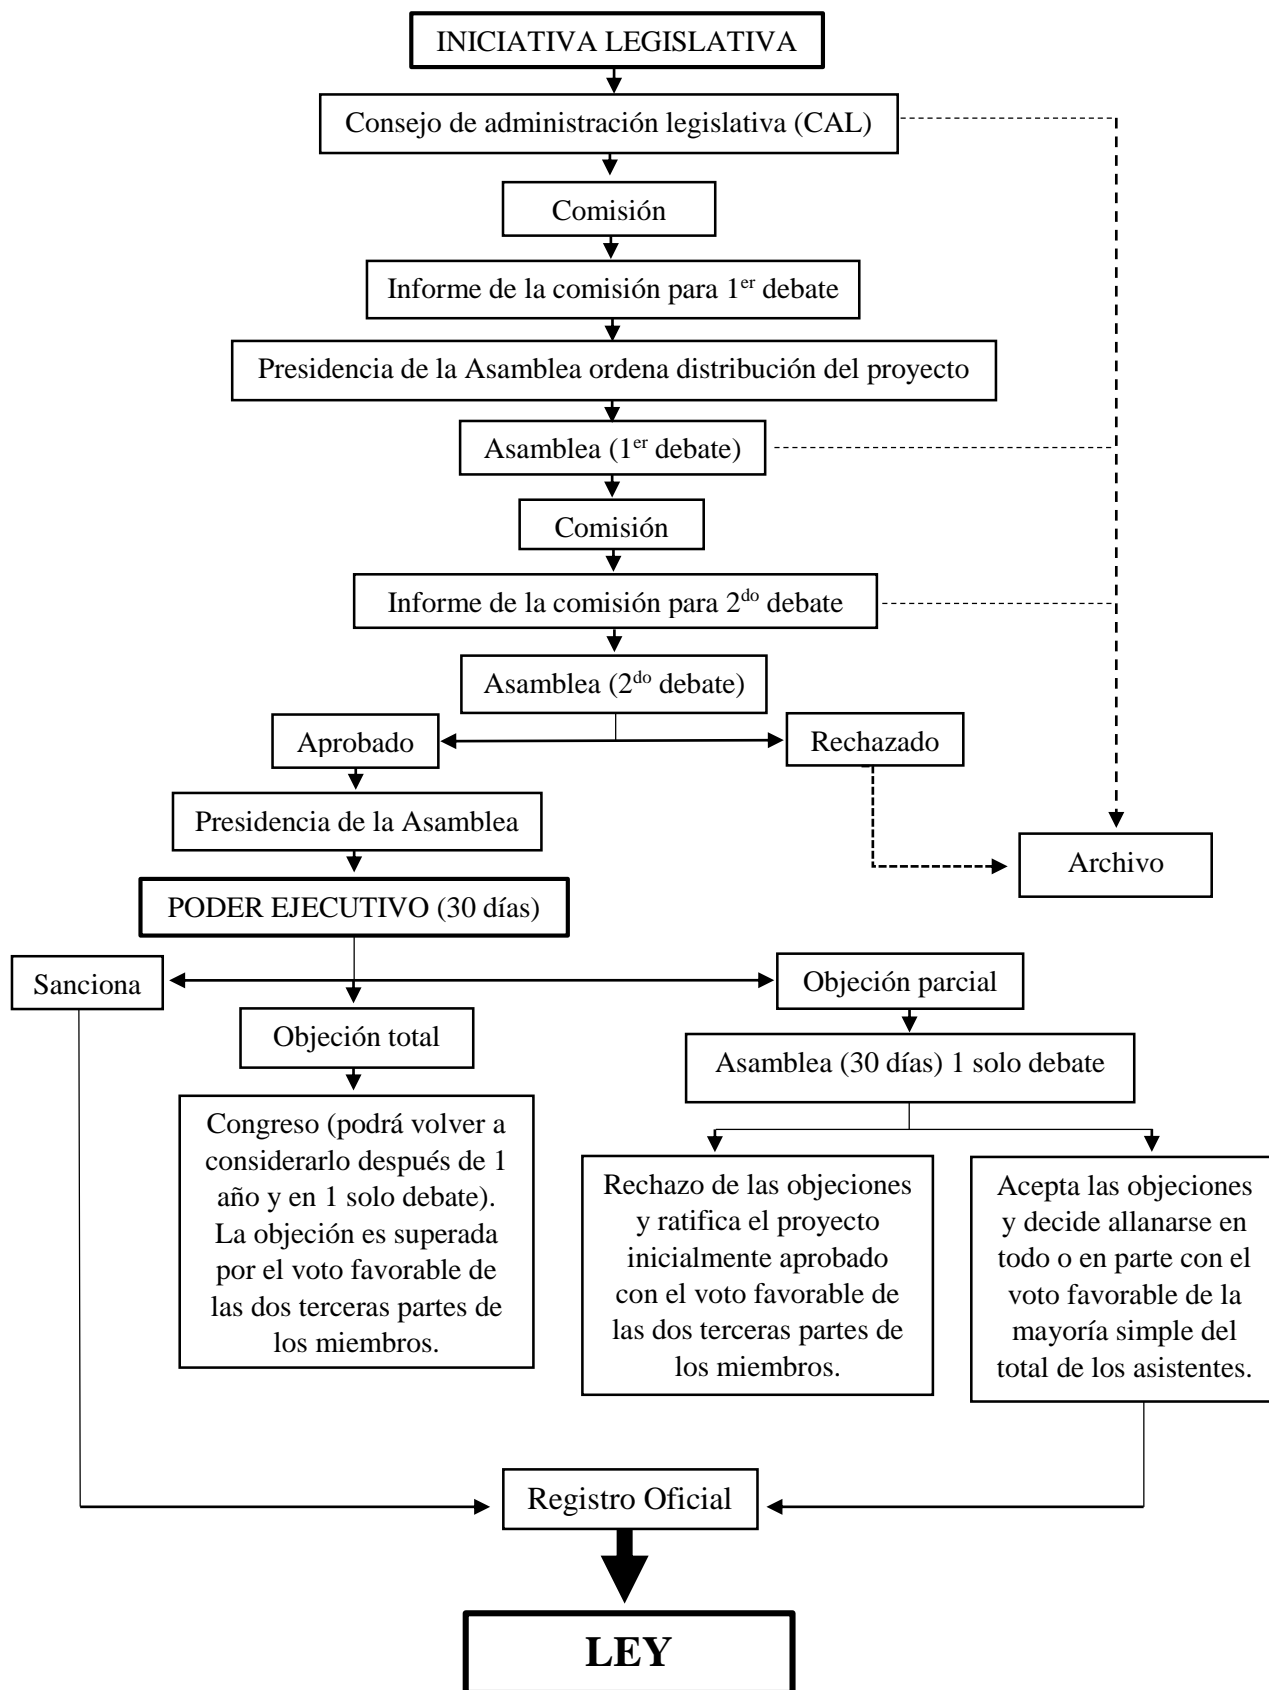 INICIATIVA LEGISLATIVA
Consejo de administración legislativa (CAL)
Comisión
Informe de la comisión para 1er debate
Presidencia de la Asamblea ordena distribución del proyecto
Asamblea (1er debate)
Comisión
Informe de la comisión para 2do debate
Asamblea (2do debate)
Aprobado
Rechazado
Presidencia de la Asamblea
Archivo
PODER EJECUTIVO (30 días)
Sanciona
Objeción parcial
Objeción total
Asamblea (30 días) 1 solo debate
Congreso (podrá volver a
considerarlo después de 1
año y en 1 solo debate).
La objeción es superada
por el voto favorable de
las dos terceras partes de
los miembros.
Rechazo de las objeciones
y ratifica el proyecto
inicialmente aprobado
con el voto favorable de
las dos terceras partes de
los miembros.
Acepta las objeciones
y decide allanarse en
todo o en parte con el
voto favorable de la
mayoría simple del
total de los asistentes.
Registro Oficial
LEY